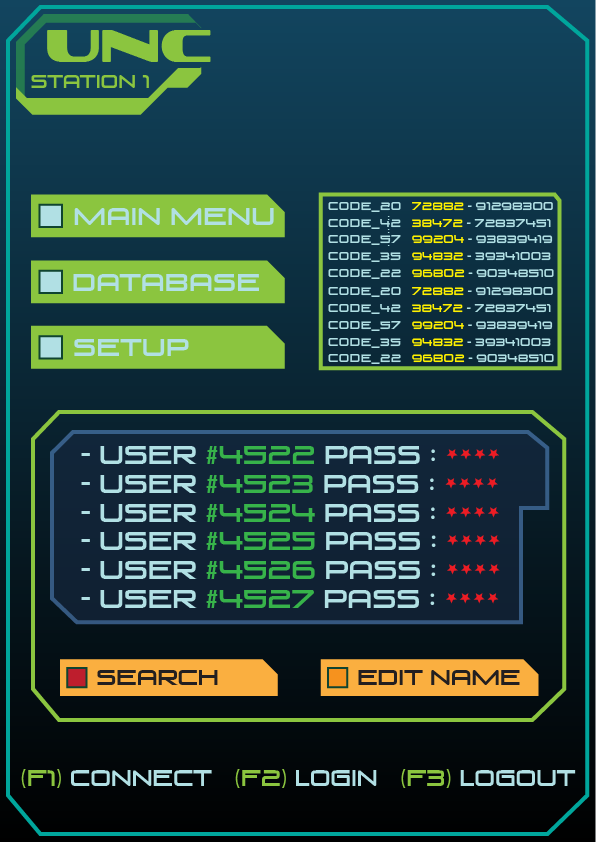 UNC
STATION 1
MAIN MENU
DATABASE
SETUP
CODE_20 72882 - 91298300
CODE_42 38472 - 72837451
CODE_57 99204 - 93839419
CODE_35 94832 - 39341003
CODE_22 96802 - 90348510
CODE_20 72882 - 91298300
CODE_42 38472 - 72837451
CODE_57 99204 - 93839419
CODE_35 94832 - 39341003
CODE_22 96802 - 90348510
- USER #4522 PASS : ★★★★
- USER #4523 PASS : ★★★★
- USER #4524 PASS : ★★★★
- USER #4525 PASS : ★★★★
- USER #4526 PASS : ★★★★
- USER #4527 PASS : ★★★★
SEARCH
EDIT NAME
(F1) CONNECT (F2) LOGIN (F3) LOGOUT